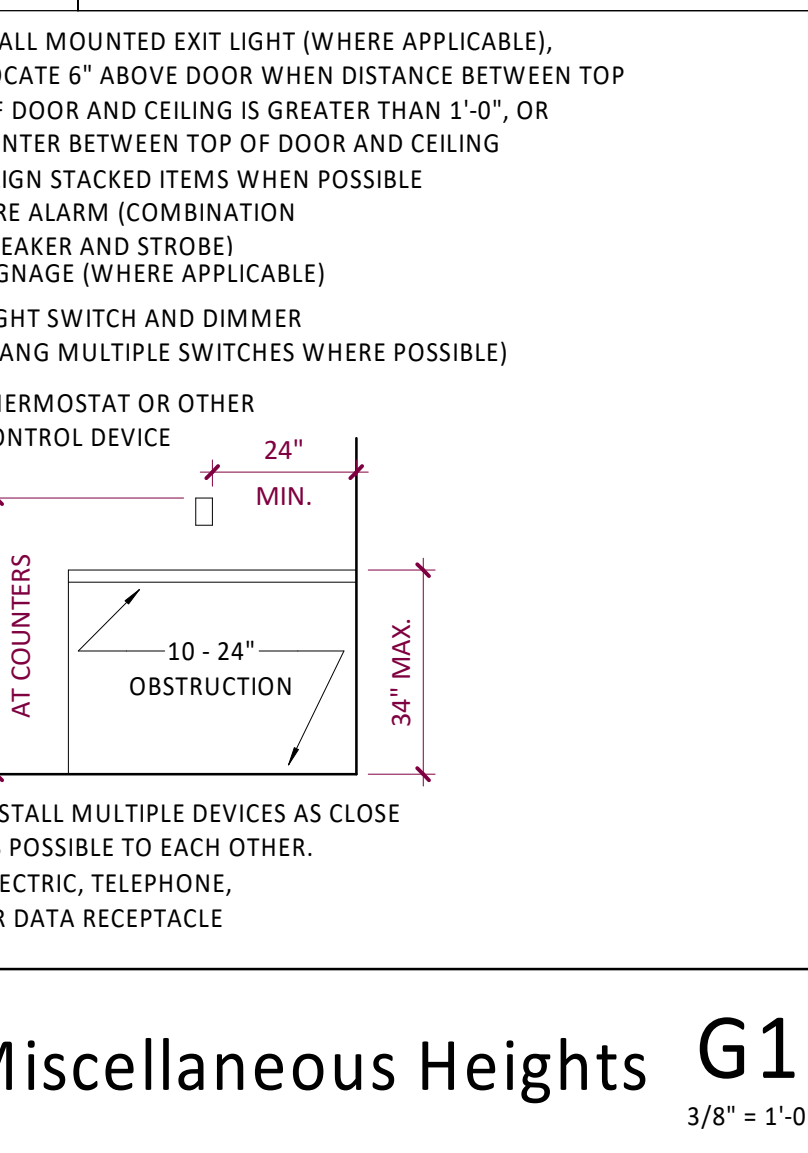 ALL MOUNTED EXIT LIGHT (WHERE APPLICABLE),
OCATE 6" ABOVE DOOR WHEN DISTANCE BETWEEN TOP
F DOOR AND CEILING IS GREATER THAN 1'-0", OR
NTER BETWEEN TOP OF DOOR AND CEILING
IGN STACKED ITEMS WHEN POSSIBLE
RE ALARM (COMBINATION
EAKER AND STROBE)
GNAGE (WHERE APPLICABLE)
GHT SWITCH AND DIMMER
ANG MULTIPLE SWITCHES WHERE POSSIBLE)
HERMOSTAT OR OTHER
ONTROL DEVICE
24"
MIN.
AT COUNTERS
10 - 24"
OBSTRUCTION
34" MAX.
STALL MULTIPLE DEVICES AS CLOSE
S POSSIBLE TO EACH OTHER.
ECTRIC, TELEPHONE,
R DATA RECEPTACLE
Miscellaneous Heights
G1
3/8" = 1'-0